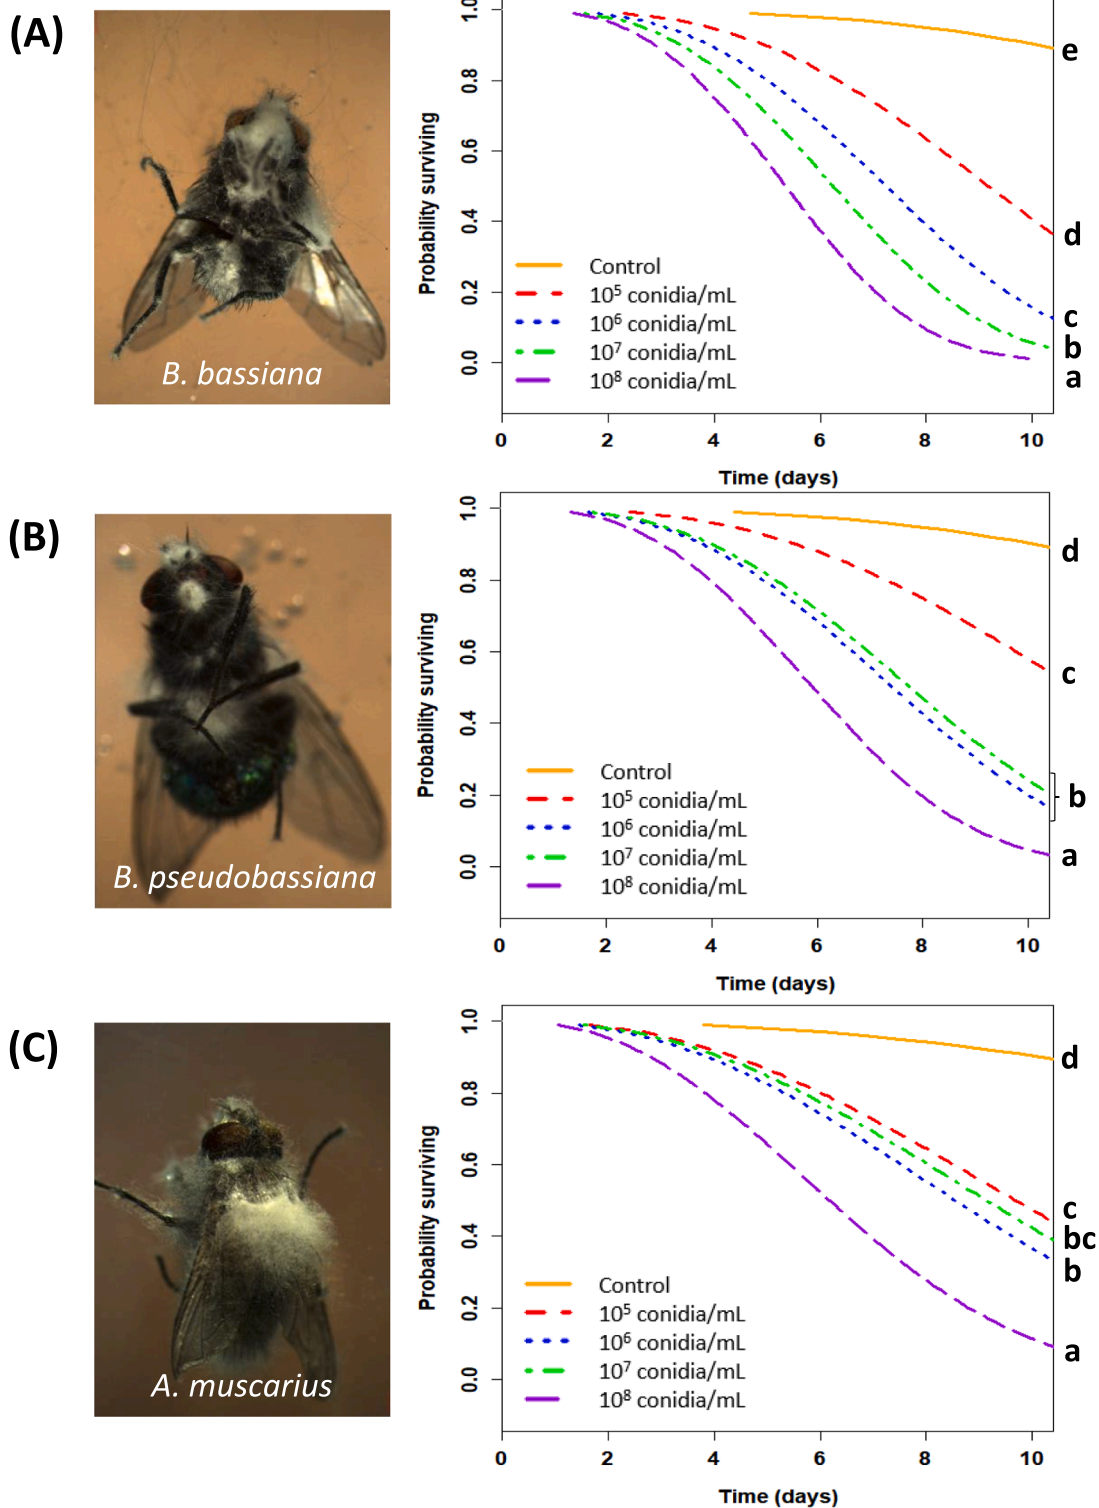 (A)
B. bassiana
Probability surviving
1.0
0.8
0.6
0.4
0.2
0.0
Control
10⁵ conidia/mL
10⁶ conidia/mL
10⁷ conidia/mL
10⁸ conidia/mL
e
d
c
b
a
0 2 4 6 8 10
Time (days)
(B)
B. pseudobassiana
Probability surviving
1.0
0.8
0.6
0.4
0.2
0.0
Control
10⁵ conidia/mL
10⁶ conidia/mL
10⁷ conidia/mL
10⁸ conidia/mL
d
c
b
a
0 2 4 6 8 10
Time (days)
(C)
A. muscarius
Probability surviving
1.0
0.8
0.6
0.4
0.2
0.0
Control
10⁵ conidia/mL
10⁶ conidia/mL
10⁷ conidia/mL
10⁸ conidia/mL
d
c
bc
b
a
0 2 4 6 8 10
Time (days)